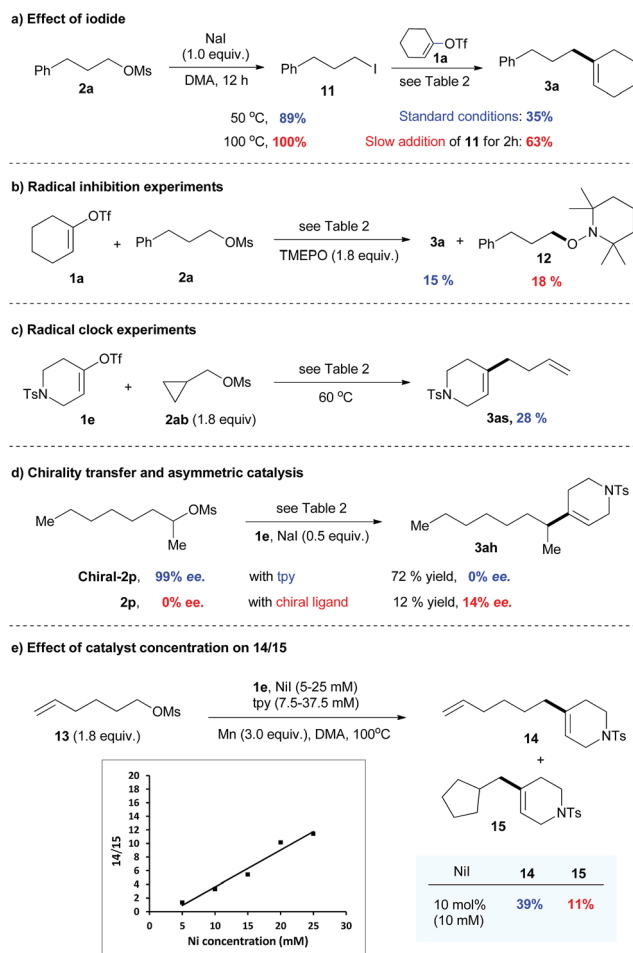 a) Effect of iodide
Ph
OMs
2a
NaI
(1.0 equiv.)
DMA, 12 h
Ph
I
11
OTf
1a
see Table 2
Ph
3a
50 °C, 89%
100 °C, 100%
Standard conditions: 35%
Slow addition of 11 for 2h: 63%
b) Radical inhibition experiments
OTf
1a
+
Ph
OMs
2a
see Table 2
TMEPO (1.8 equiv.)
3a
15 %
+
Ph
O
N
12
18 %
c) Radical clock experiments
OTf
TsN
1e
+
OMs
2ab (1.8 equiv)
see Table 2
60 °C
TsN
3as, 28 %
d) Chirality transfer and asymmetric catalysis
OMs
Me
Me
see Table 2
1e, NaI (0.5 equiv.)
NTs
Me
Me
3ah
Chiral-2p, 99% ee. with tpy 72 % yield, 0% ee.
2p, 0% ee. with chiral ligand 12 % yield, 14% ee.
e) Effect of catalyst concentration on 14/15
OMs
13 (1.8 equiv.)
1e, NiI (5-25 mM)
tpy (7.5-37.5 mM)
Mn (3.0 equiv.), DMA, 100°C
14
NTs
+
15
NTs
14/15
20
18
16
14
12
10
8
6
4
2
0
0 5 10 15 20 25 30
Ni concentration (mM)
NiI 14 15
10 mol% 39% 11%
(10 mM)